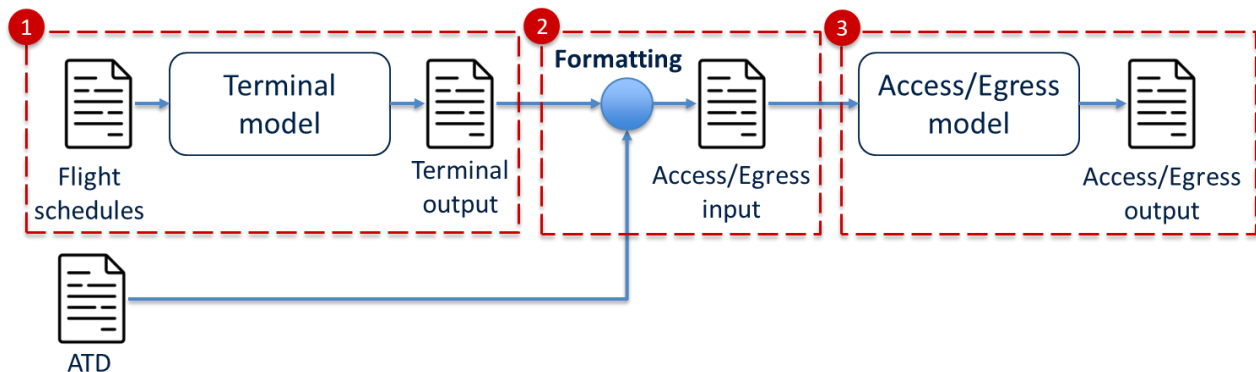 1
2
3
Formatting
Terminal
model
Access/Egress
model
Flight
schedules
Terminal
output
Access/Egress
input
Access/Egress
output
ATD